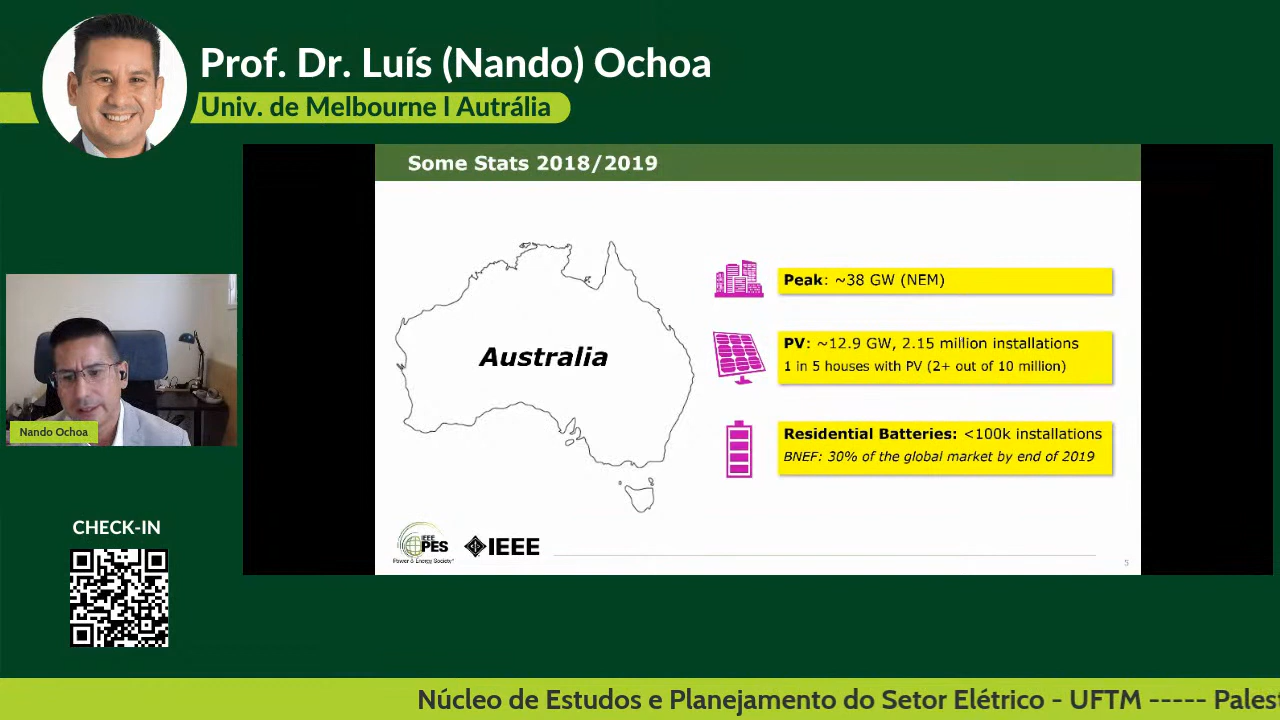 Prof. Dr. Luís (Nando) Ochoa
Univ. de Melbourne l Autrália
Some Stats 2018/2019
Australia
Peak: ~38 GW (NEM)
PV: ~12.9 GW, 2.15 million installations
1 in 5 houses with PV (2+ out of 10 million)
Residential Batteries: <100k installations
BNEF: 30% of the global market by end of 2019
IEEE
PES
Power & Energy Society®
IEEE
5
Nando Ochoa
CHECK-IN
Núcleo de Estudos e Planejamento do Setor Elétrico - UFTM ----- Pales